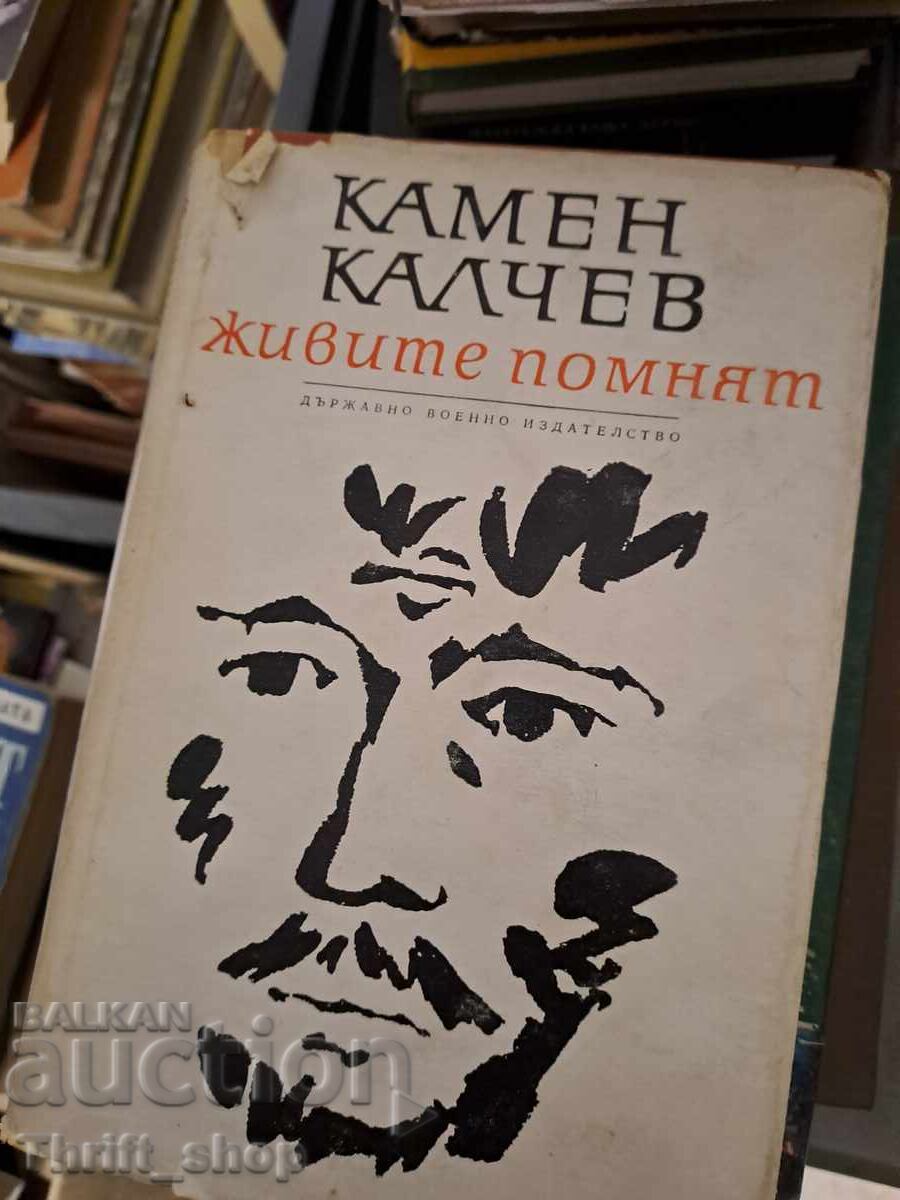 КАМЕН
КАЛЧЕВ
живите помнят
ДЪРЖАВНО ВОЕННО ИЗДАТЕЛСТВО
BALKAN
auction
Thrift_shop